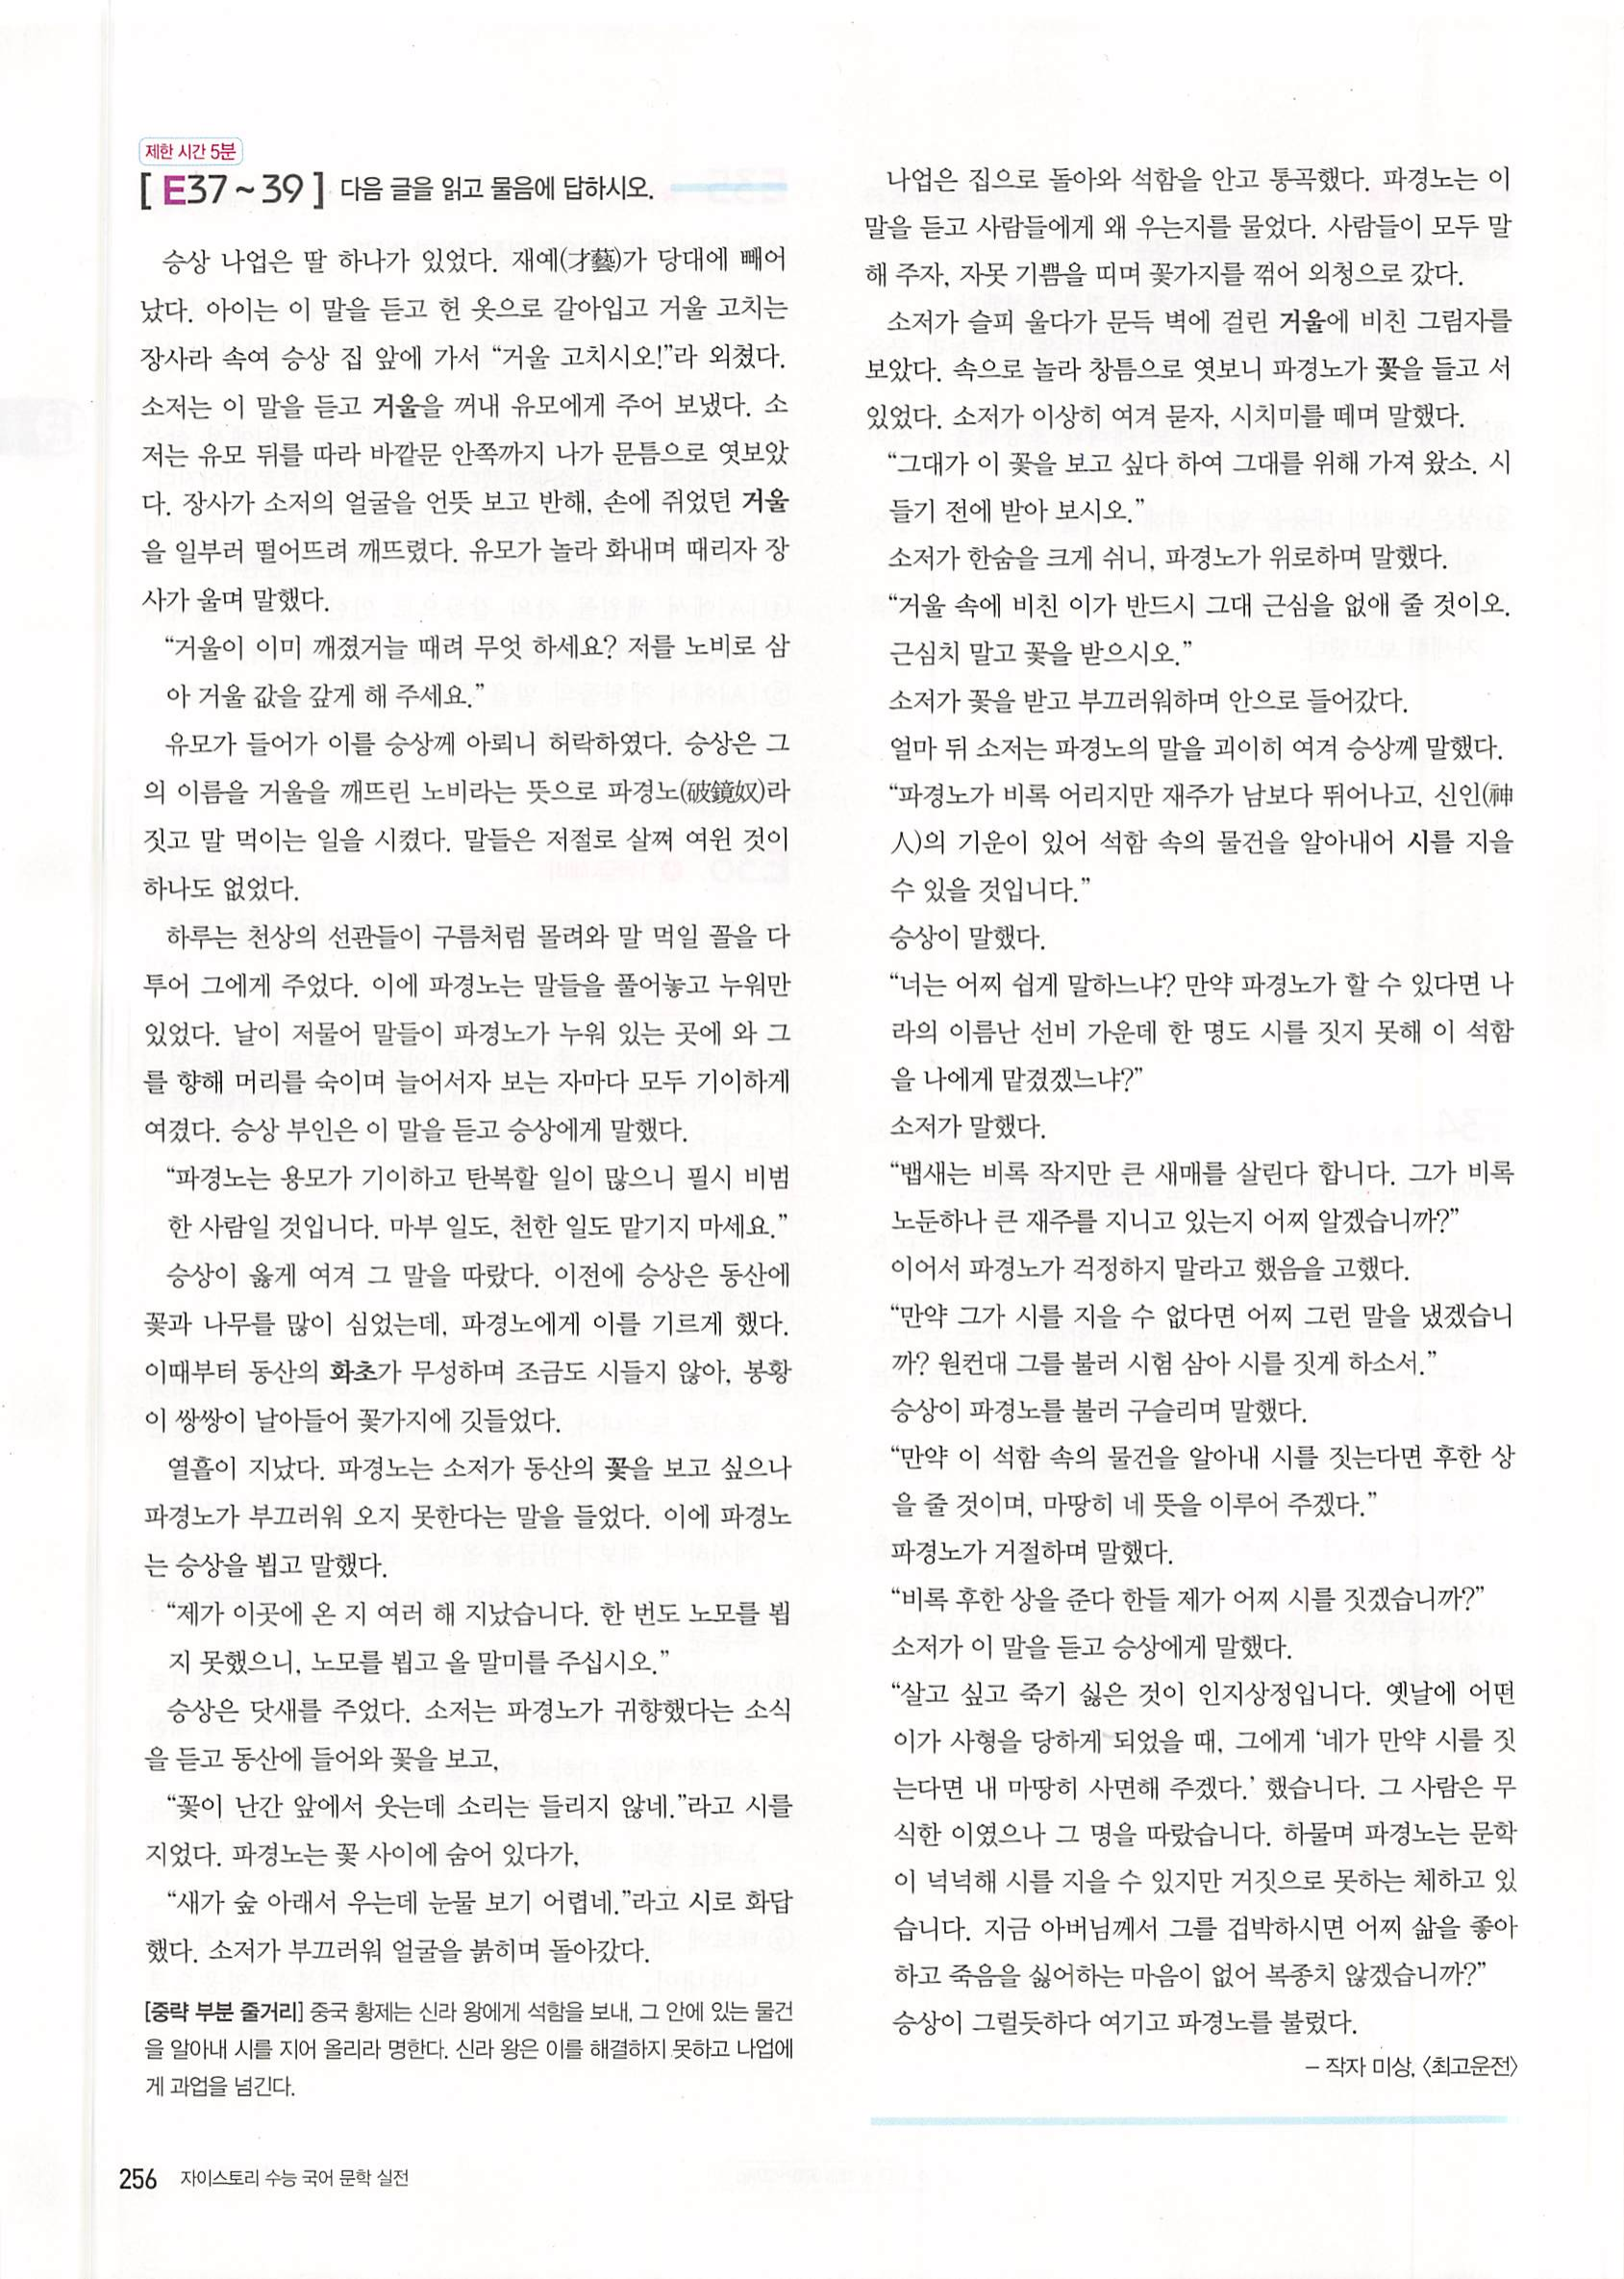 제한 시간 5분
[ E37 ~ 39 ] 다음 글을 읽고 물음에 답하시오.
승상 나업은 딸 하나가 있었다. 재예(才藝)가 당대에 빼어
났다. 아이는 이 말을 듣고 헌 옷으로 갈아입고 거울 고치는
장사라 속여 승상 집 앞에 가서 “거울 고치시오!”라 외쳤다.
소저는 이 말을 듣고 거울을 꺼내 유모에게 주어 보냈다. 소
저는 유모 뒤를 따라 바깥문 안쪽까지 나가 문틈으로 엿보았
다. 장사가 소저의 얼굴을 언뜻 보고 반해, 손에 쥐었던 거울
을 일부러 떨어뜨려 깨뜨렸다. 유모가 놀라 화내며 때리자 장
사가 울며 말했다.
“거울이 이미 깨졌거늘 때려 무엇 하세요? 저를 노비로 삼
아 거울 값을 갚게 해 주세요.”
유모가 들어가 이를 승상께 아뢰니 허락하였다. 승상은 그
의 이름을 거울을 깨뜨린 노비라는 뜻으로 파경노(破鏡奴)라
짓고 말 먹이는 일을 시켰다. 말들은 저절로 살쪄 여윈 것이
하나도 없었다.
하루는 천상의 선관들이 구름처럼 몰려와 말 먹일 꼴을 다
투어 그에게 주었다. 이에 파경노는 말들을 풀어놓고 누워만
있었다. 날이 저물어 말들이 파경노가 누워 있는 곳에 와 그
를 향해 머리를 숙이며 늘어서자 보는 자마다 모두 기이하게
여겼다. 승상 부인은 이 말을 듣고 승상에게 말했다.
“파경노는 용모가 기이하고 탄복할 일이 많으니 필시 비범
한 사람일 것입니다. 마부 일도, 천한 일도 맡기지 마세요.”
승상이 옳게 여겨 그 말을 따랐다. 이전에 승상은 동산에
꽃과 나무를 많이 심었는데, 파경노에게 이를 기르게 했다.
이때부터 동산의 화초가 무성하며 조금도 시들지 않아, 봉황
이 쌍쌍이 날아들어 꽃가지에 깃들었다.
열흘이 지났다. 파경노는 소저가 동산의 꽃을 보고 싶으나
파경노가 부끄러워 오지 못한다는 말을 들었다. 이에 파경노
는 승상을 뵙고 말했다.
“제가 이곳에 온 지 여러 해 지났습니다. 한 번도 노모를 뵙
지 못했으니, 노모를 뵙고 올 말미를 주십시오.”
승상은 닷새를 주었다. 소저는 파경노가 귀향했다는 소식
을 듣고 동산에 들어와 꽃을 보고,
“꽃이 난간 앞에서 웃는데 소리는 들리지 않네.”라고 시를
지었다. 파경노는 꽃 사이에 숨어 있다가,
“새가 숲 아래서 우는데 눈물 보기 어렵네.”라고 시로 화답
했다. 소저가 부끄러워 얼굴을 붉히며 돌아갔다.
[중략 부분 줄거리] 중국 황제는 신라 왕에게 석함을 보내, 그 안에 있는 물건
을 알아내 시를 지어 올리라 명한다. 신라 왕은 이를 해결하지 못하고 나업에
게 과업을 넘긴다.
나업은 집으로 돌아와 석함을 안고 통곡했다. 파경노는 이
말을 듣고 사람들에게 왜 우는지를 물었다. 사람들이 모두 말
해 주자, 자못 기쁨을 띠며 꽃가지를 꺾어 외청으로 갔다.
소저가 슬피 울다가 문득 벽에 걸린 거울에 비친 그림자를
보았다. 속으로 놀라 창틈으로 엿보니 파경노가 꽃을 들고 서
있었다. 소저가 이상히 여겨 묻자, 시치미를 떼며 말했다.
“그대가 이 꽃을 보고 싶다 하여 그대를 위해 가져 왔소. 시
들기 전에 받아 보시오.”
소저가 한숨을 크게 쉬니, 파경노가 위로하며 말했다.
“거울 속에 비친 이가 반드시 그대 근심을 없애 줄 것이오.
근심치 말고 꽃을 받으시오.”
소저가 꽃을 받고 부끄러워하며 안으로 들어갔다.
얼마 뒤 소저는 파경노의 말을 괴이히 여겨 승상께 말했다.
“파경노가 비록 어리지만 재주가 남보다 뛰어나고, 신인(神
人)의 기운이 있어 석함 속의 물건을 알아내어 시를 지을
수 있을 것입니다.”
승상이 말했다.
“너는 어찌 쉽게 말하느냐? 만약 파경노가 할 수 있다면 나
라의 이름난 선비 가운데 한 명도 시를 짓지 못해 이 석함
을 나에게 맡겼겠느냐?”
소저가 말했다.
“뱁새는 비록 작지만 큰 새매를 살린다 합니다. 그가 비록
노둔하나 큰 재주를 지니고 있는지 어찌 알겠습니까?”
이어서 파경노가 걱정하지 말라고 했음을 고했다.
“만약 그가 시를 지을 수 없다면 어찌 그런 말을 냈겠습니
까? 원컨대 그를 불러 시험 삼아 시를 짓게 하소서.”
승상이 파경노를 불러 구슬리며 말했다.
“만약 이 석함 속의 물건을 알아내 시를 짓는다면 후한 상
을 줄 것이며, 마땅히 네 뜻을 이루어 주겠다.”
파경노가 거절하며 말했다.
“비록 후한 상을 준다 한들 제가 어찌 시를 짓겠습니까?”
소저가 이 말을 듣고 승상에게 말했다.
“살고 싶고 죽기 싫은 것이 인지상정입니다. 옛날에 어떤
이가 사형을 당하게 되었을 때, 그에게 ‘네가 만약 시를 짓
는다면 내 마땅히 사면해 주겠다.’ 했습니다. 그 사람은 무
식한 이였으나 그 명을 따랐습니다. 하물며 파경노는 문학
이 넉넉해 시를 지을 수 있지만 거짓으로 못하는 체하고 있
습니다. 지금 아버님께서 그를 겁박하시면 어찌 삶을 좋아
하고 죽음을 싫어하는 마음이 없어 복종치 않겠습니까?”
승상이 그럴듯하다 여기고 파경노를 불렀다.
– 작자 미상, 〈최고운전〉
256 자이스토리 수능 국어 문학 실전